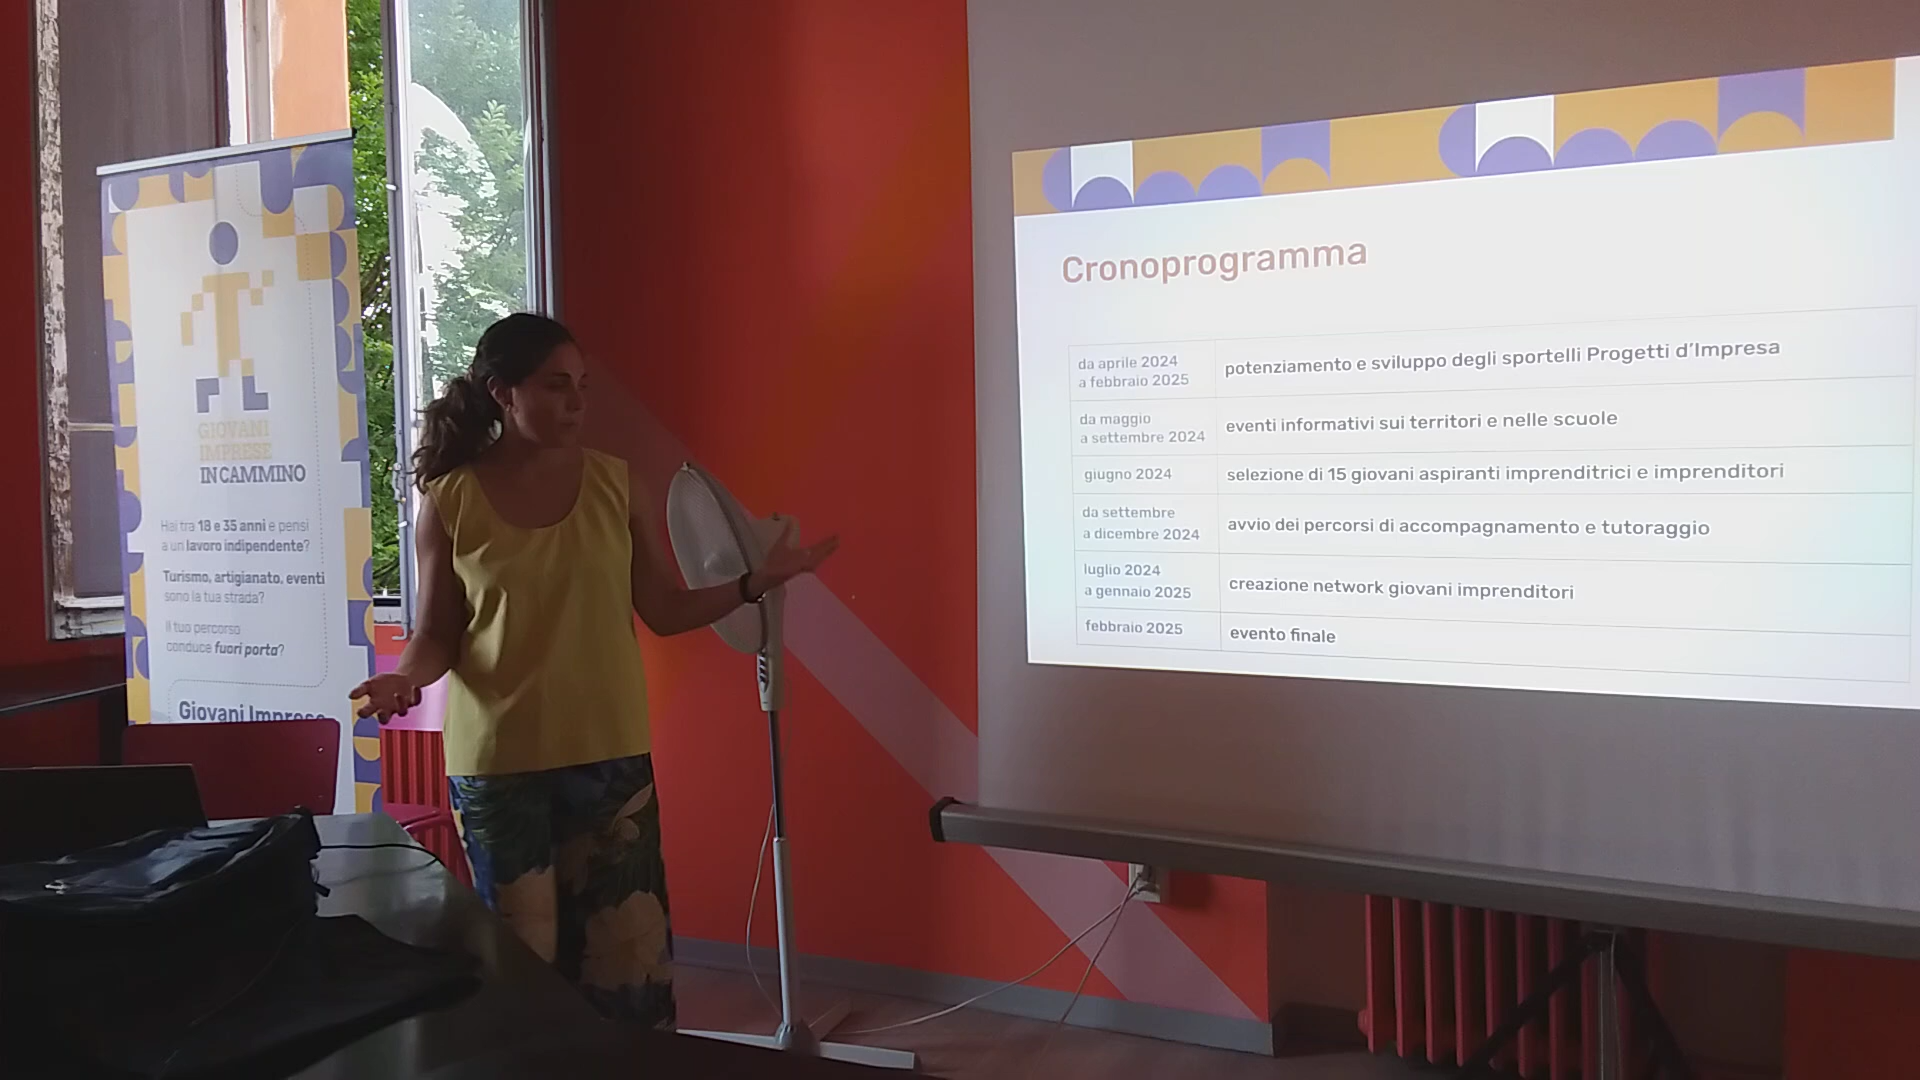 GIOVANI
IMPRESE
IN CAMMINO
Hai tra 18 e 35 anni e pensi
a un lavoro indipendente?
Turismo, artigianato, eventi
sono la tua strada?
Il tuo percorso
conduce fuori porta?
Giovani Imprese
Cronoprogramma
da aprile 2024
a febbraio 2025
potenziamento e sviluppo degli sportelli Progetti d'Impresa
da maggio
a settembre 2024
eventi informativi sui territori e nelle scuole
giugno 2024
selezione di 15 giovani aspiranti imprenditrici e imprenditori
da settembre
a dicembre 2024
avvio dei percorsi di accompagnamento e tutoraggio
luglio 2024
a gennaio 2025
creazione network giovani imprenditori
febbraio 2025
evento finale